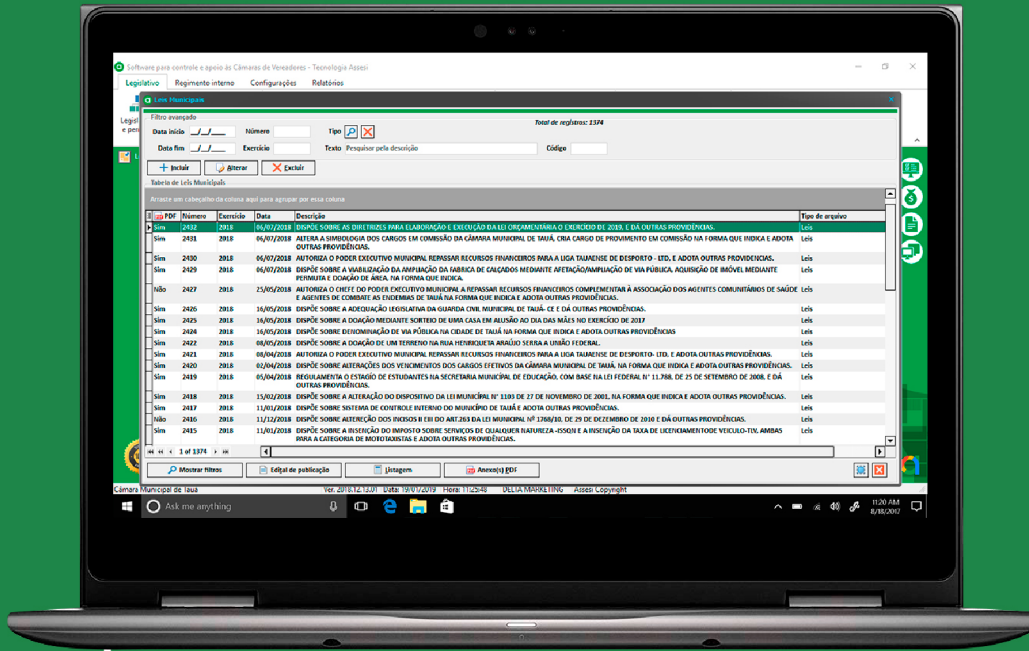 Software para controle e apoio às Câmaras de Vereadores - Tecnologia Assesi
Legislativo Regimento interno Configurações Relatórios
Leis Municipais
Legisl
e per
Filtro avançado
Total de registros: 1374
Data início __/__/____ Número Tipo
Data fim __/__/____ Exercício Texto Pesquisar pela descrição Código
Incluir Alterar Excluir
Tabela de Leis Municipais
Arraste um cabeçalho da coluna aqui para agrupar por essa coluna
PDF Número Exercício Data Descrição Tipo de arquivo
Sim 2432 2018 06/07/2018 DISPÕE SOBRE AS DIRETRIZES PARA ELABORAÇÃO E EXECUÇÃO DA LEI ORÇAMENTÁRIA O EXERCÍCIO DE 2019, E DÁ OUTRAS PROVIDÊNCIAS. Leis
Sim 2431 2018 06/07/2018 ALTERA A SIMBOLOGIA DOS CARGOS EM COMISSÃO DA CÂMARA MUNICIPAL DE TAUÁ, CRIA CARGO DE PROVIMENTO EM COMISSÃO NA FORMA QUE INDICA E ADOTA Leis
OUTRAS PROVIDÊNCIAS.
Sim 2430 2018 06/07/2018 AUTORIZA O PODER EXECUTIVO MUNICIPAL REPASSAR RECURSOS FINANCEIROS PARA A LIGA TAUAENSE DE DESPORTO - LTD, E ADOTA OUTRAS PROVIDENCIAS. Leis
Sim 2429 2018 06/07/2018 DISPÕE SOBRE A VIABILIZAÇÃO DA AMPLIAÇÃO DA FABRICA DE CALÇADOS MEDIANTE AFETAÇÃO/AMPLIAÇÃO DE VIA PÚBLICA, AQUISIÇÃO DE IMÓVEL MEDIANTE Leis
PERMUTA E DOAÇÃO DE ÁREA, NA FORMA QUE INDICA.
Não 2427 2018 25/05/2018 AUTORIZA O CHEFE DO PODER EXECUTIVO MUNICIPAL A REPASSAR RECURSOS FINANCEIROS COMPLEMENTAR À ASSOCIAÇÃO DOS AGENTES COMUNITÁRIOS DE SAÚDE Leis
E AGENTES DE COMBATE AS ENDEMIAS DE TAUÁ NA FORMA QUE INDICA E ADOTA OUTRAS PROVIDÊNCIAS.
Sim 2426 2018 16/05/2018 DISPÕE SOBRE A ADEQUAÇÃO LEGISLATIVA DA GUARDA CIVIL MUNICIPAL DE TAUÁ- CE E DÁ OUTRAS PROVIDÊNCIAS. Leis
Sim 2425 2018 16/05/2018 DISPÕE SOBRE A DOAÇÃO MEDIANTE SORTEIO DE UMA CASA EM ALUSÃO AO DIA DAS MÃES NO EXERCÍCIO DE 2017 Leis
Sim 2424 2018 16/05/2018 DISPÕE SOBRE DENOMINAÇÃO DE VIA PÚBLICA NA CIDADE DE TAUÁ NA FORMA QUE INDICA E ADOTA OUTRAS PROVIDÊNCIAS Leis
Sim 2422 2018 08/05/2018 DISPÕE SOBRE A DOAÇÃO DE UM TERRENO NA RUA HENRIQUETA ARAÚJO SERRA A UNIÃO FEDERAL. Leis
Sim 2421 2018 08/04/2018 AUTORIZA O PODER EXECUTIVO MUNICIPAL REPASSAR RECURSOS FINANCEIROS PARA A LIGA TAUAENSE DE DESPORTO- LTD, E ADOTA OUTRAS PROVIDÊNCIAS. Leis
Sim 2420 2018 02/04/2018 DISPÕE SOBRE ALTERAÇÕES DOS VENCIMENTOS DOS CARGOS EFETIVOS DA CÂMARA MUNICIPAL DE TAUÁ, NA FORMA QUE INDICA E ADOTA OUTRAS PROVIDÊNCIAS. Leis
Sim 2419 2018 05/04/2018 REGULAMENTA O ESTAGIO DE ESTUDANTES NA SECRETARIA MUNICÍPAL DE EDUCAÇÃO, COM BASE NA LEI FEDERAL N° 11.788, DE 25 DE SETEMBRO DE 2008, E DÁ Leis
OUTRAS PROVIDÊNCIAS.
Sim 2418 2018 15/02/2018 DISPÕE SOBRE A ALTERAÇÃO DO DISPOSITIVO DA LEI MUNICÍPAL N° 1103 DE 27 DE NOVEMBRO DE 2001, NA FORMA QUE INDICA E ADOTA OUTRAS PROVIDÊNCIAS. Leis
Sim 2417 2018 11/01/2018 DISPÕE SOBRE SISTEMA DE CONTROLE INTERNO DO MUNICÍPIO DE TAUÁ E ADOTA OUTRAS PROVIDÊNCIAS. Leis
Não 2416 2018 11/12/2018 DISPÕE SOBRE ALTERENÇÃO DOS INCISOS II EIII DO ART.263 DA LEI MUNICIPAL Nº 1768/10, DE 29 DE DEZEMBRO DE 2010 E DÁ OUTRAS PROVIDÊNCIAS. Leis
Sim 2415 2018 11/01/2018 DISPÕE SOBRE A INSENÇÃO DO IMPOSTO SOBRE SERVIÇOS DE QUALQUER NATUREZA -ISSQN E A INSENÇÃO DA TAXA DE LICENCIAMENTODE VEICULO-TLV, AMBAS Leis
PARA A CATEGORIA DE MOTOTAXISTAS E ADOTA OUTRAS PROVIDÊNCIAS.
1 of 1374
Mostrar filtros Edital de publicação Listagem Anexo(s) PDF
Câmara Municipal de Tauá Ver. 2018.12.13.01 Data: 19/01/2019 Hora: 11:25:48 DELTA MARKETING Assesi Copyright
Ask me anything
11:20 AM
8/18/2017